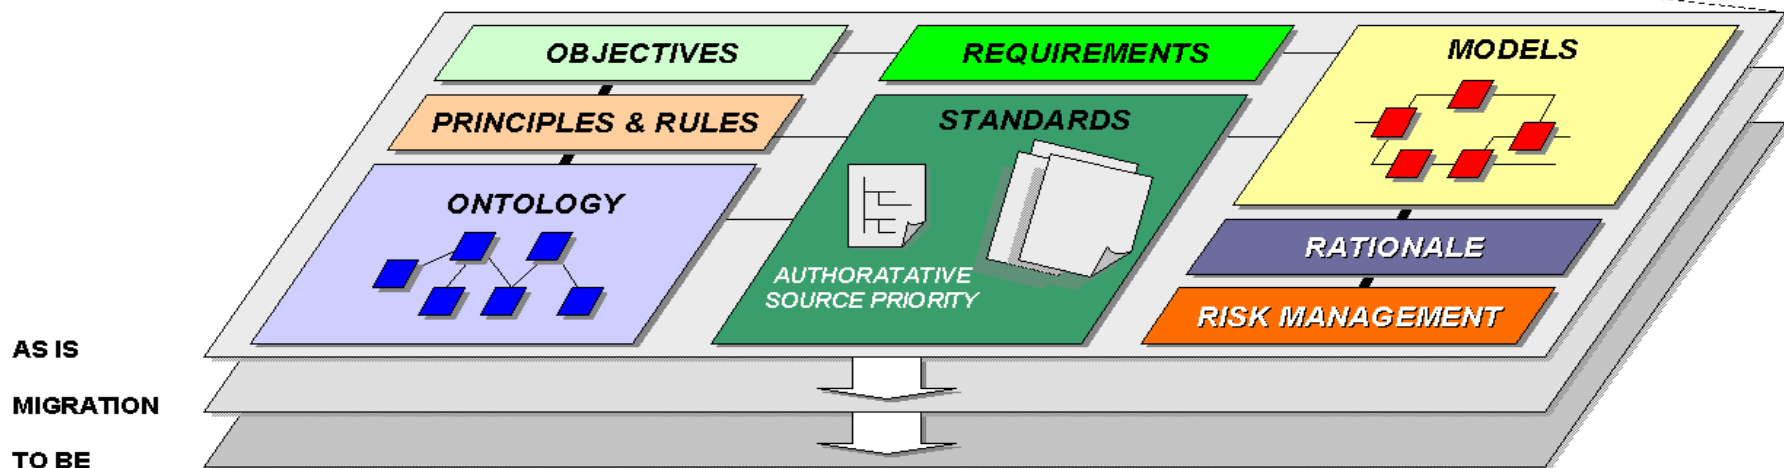 OBJECTIVES
REQUIREMENTS
MODELS
PRINCIPLES & RULES
STANDARDS
ONTOLOGY
AUTHORATATIVE
SOURCE PRIORITY
RATIONALE
RISK MANAGEMENT
AS IS
MIGRATION
TO BE